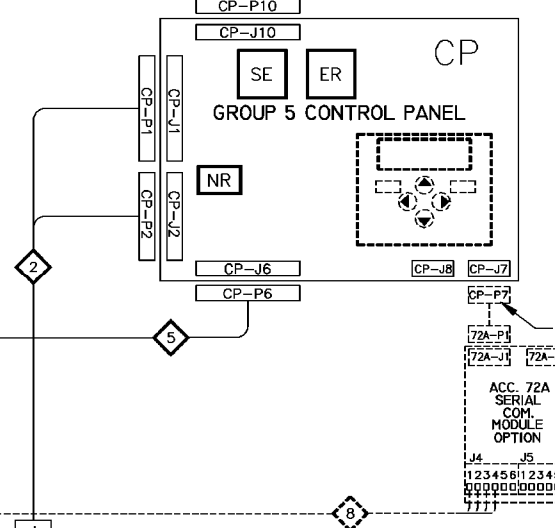 CP-P10
CP-J10
CP
SE
ER
GROUP 5 CONTROL PANEL
CP-P1
CP-J1
NR
CP-P2
CP-J2
2
CP-J6
CP-J8
CP-J7
CP-P6
CP-P7
5
72A-P1
72A-J1
72A-
ACC. 72A
SERIAL
COM.
MODULE
OPTION
J4
J5
123456
1234
8